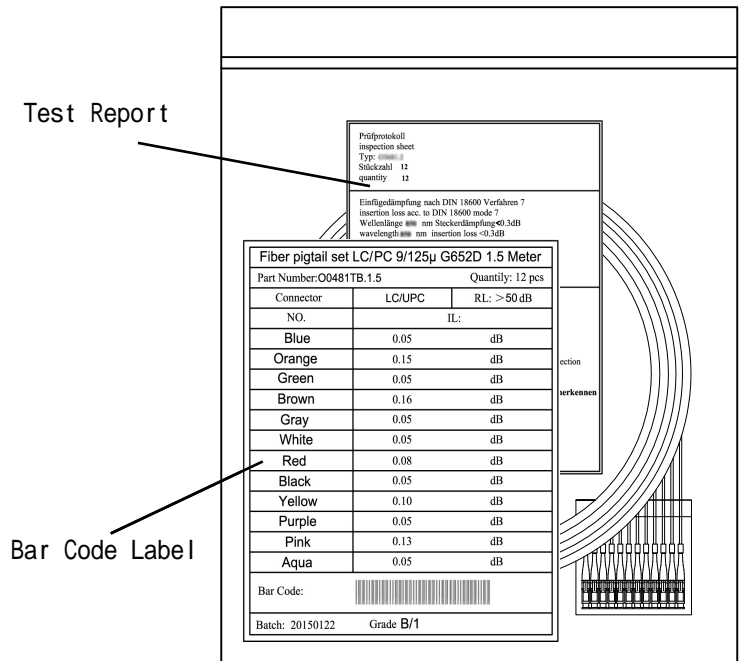 Test Report
Prüfprotokoll
inspection sheet
Typ:
Stückzahl 12
quantity 12
Einfügedämpfung nach DIN 18600 Verfahren 7
insertion loss acc. to DIN 18600 mode 7
Wellenlänge nm Steckerdämpfung<0.3dB
wavelength nm insertion loss <0.3dB
ection
erkennen
Fiber pigtail set LC/PC 9/125μ G652D 1.5 Meter
Part Number:O0481TB.1.5 Quantily: 12 pcs
Connector LC/UPC RL: >50 dB
NO. IL:
Blue 0.05 dB
Orange 0.15 dB
Green 0.05 dB
Brown 0.16 dB
Gray 0.05 dB
White 0.05 dB
Red 0.08 dB
Black 0.05 dB
Yellow 0.10 dB
Purple 0.05 dB
Pink 0.13 dB
Aqua 0.05 dB
Bar Code:
Batch: 20150122 Grade B/1
Bar Code Label